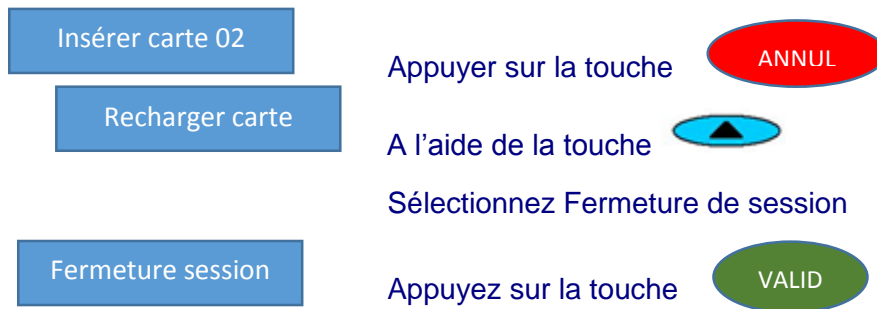 Insérer carte 02
Appuyer sur la touche ANNUL
Recharger carte
A l’aide de la touche
Sélectionnez Fermeture de session
Fermeture session
Appuyez sur la touche VALID